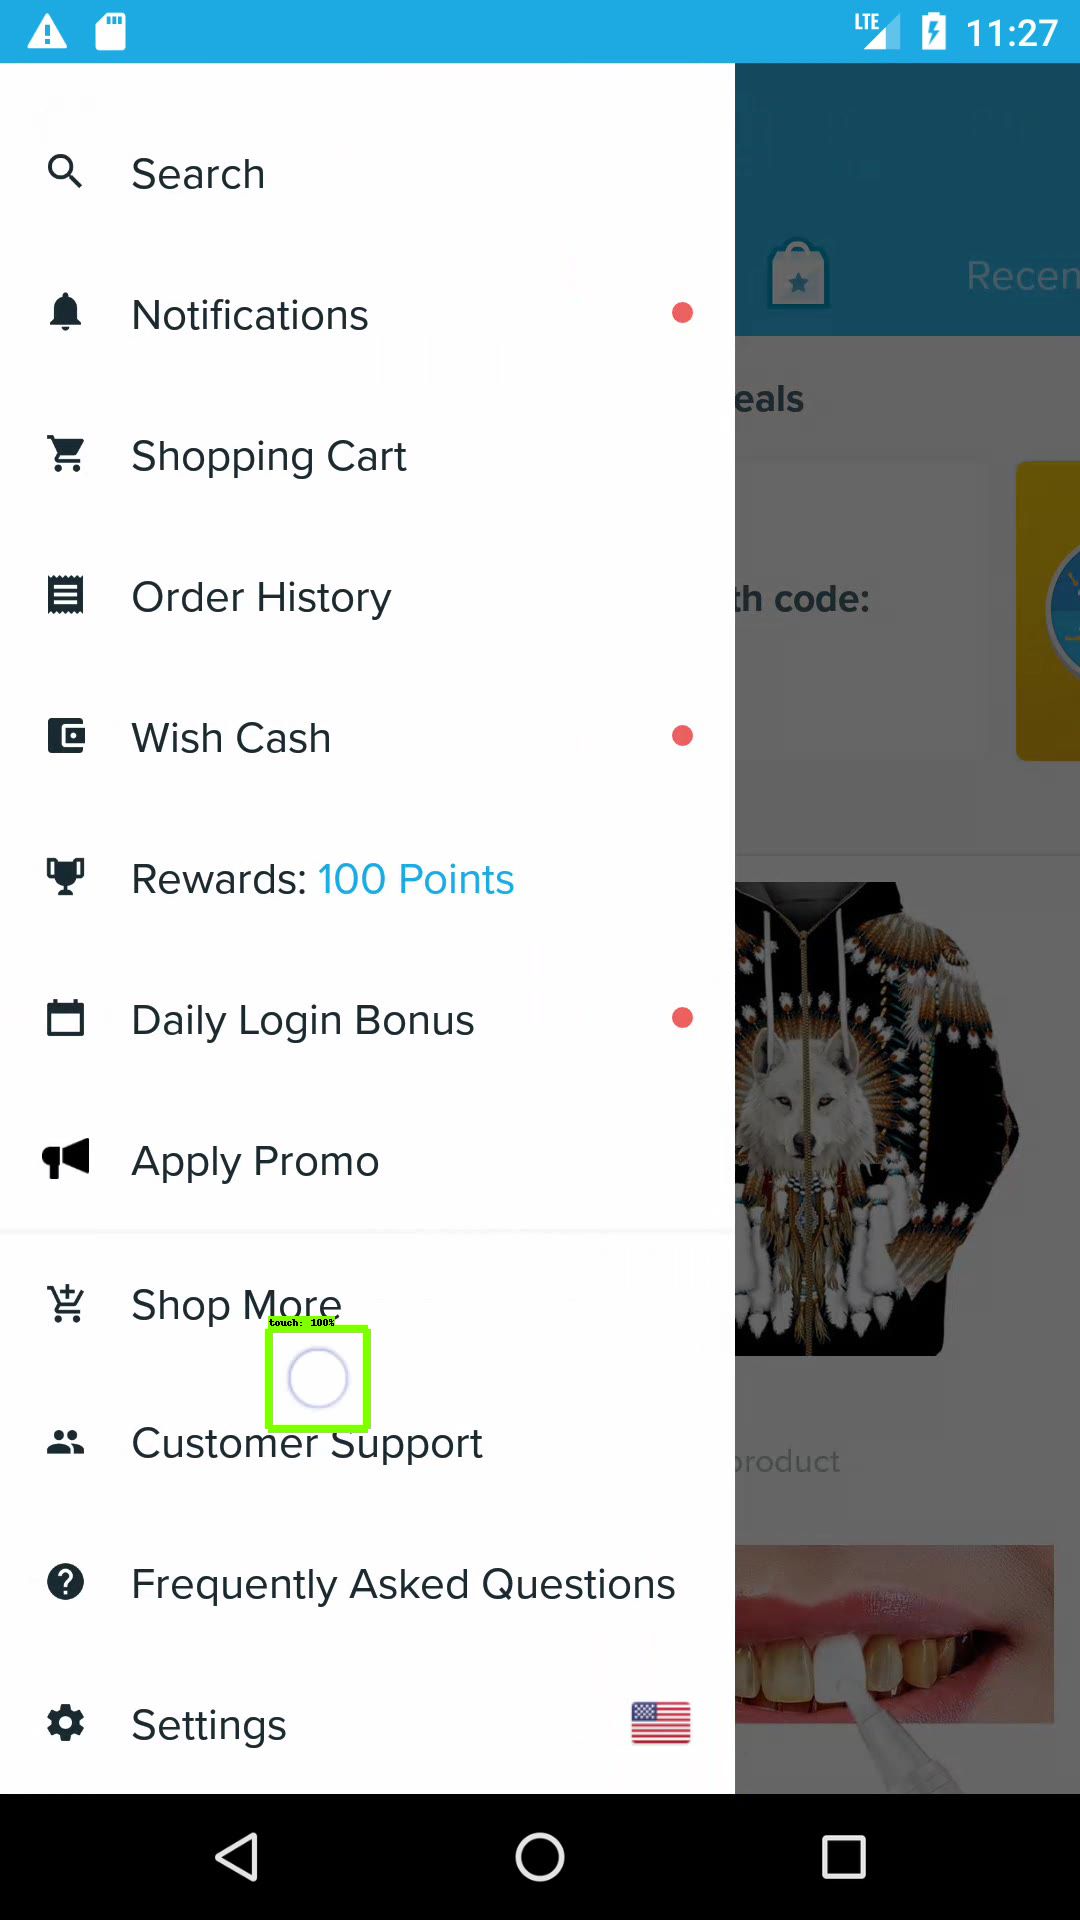 LTE 11:27
Search
Notifications
Recen
eals
Shopping Cart
Order History
th code:
Wish Cash
Rewards: 100 Points
Daily Login Bonus
Apply Promo
Shop More
touch: 100%
Customer Support
product
Frequently Asked Questions
Settings